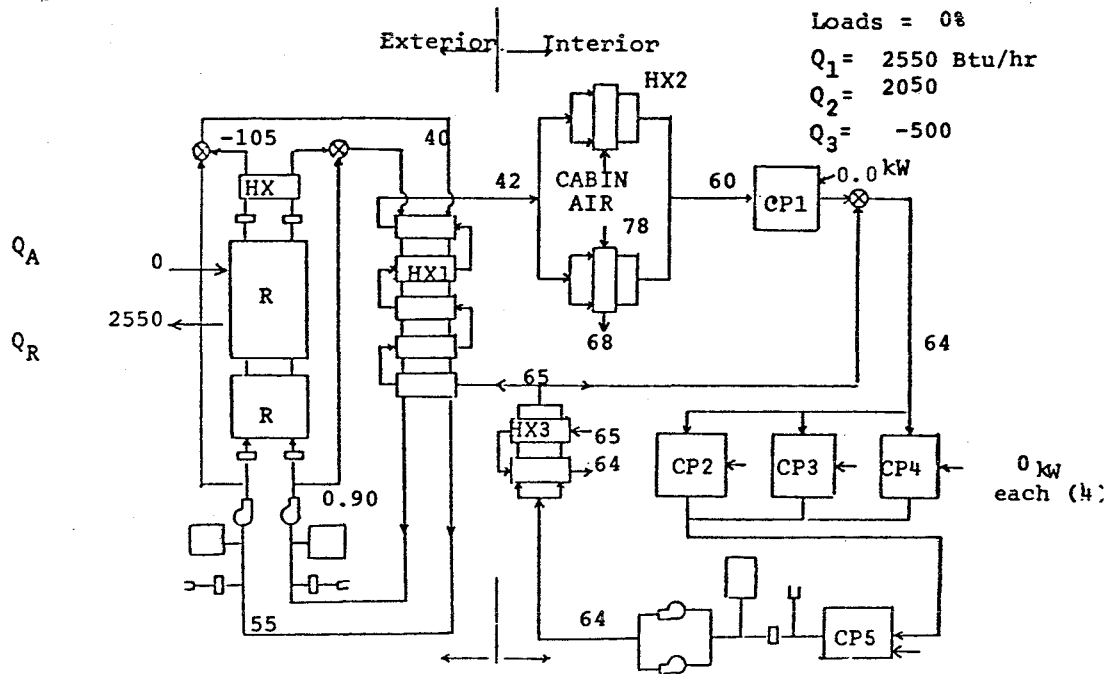 Loads = 0%
Exterior
Interior
Q1= 2550 Btu/hr
Q2= 2050
Q3= -500
HX2
-105
40
42
CABIN
AIR
60
0.0 kW
CP1
HX
78
QA
0
HX1
R
2550
68
64
QR
65
R
HX3
65
64
CP2
CP3
CP4
0 kW
each (4)
0.90
64
55
CP5